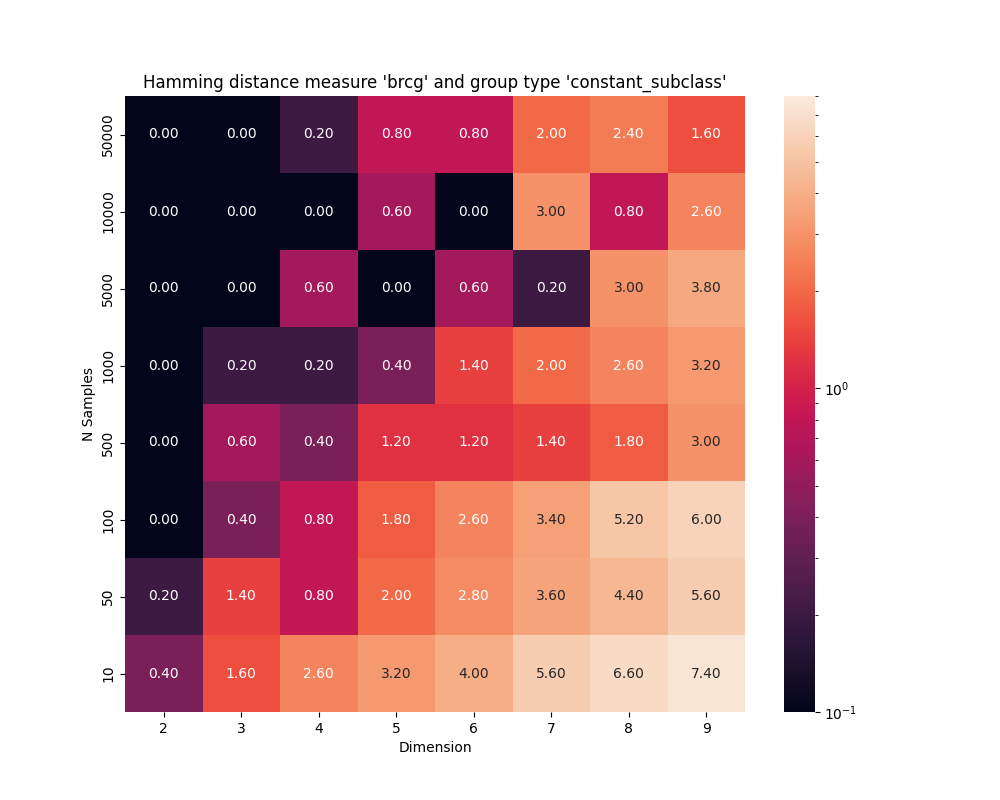 Hamming distance measure 'brcg' and group type 'constant_subclass'
50000 0.00 0.00 0.20 0.80 0.80 2.00 2.40 1.60
10000 0.00 0.00 0.00 0.60 0.00 3.00 0.80 2.60
5000 0.00 0.00 0.60 0.00 0.60 0.20 3.00 3.80
1000 0.00 0.20 0.20 0.40 1.40 2.00 2.60 3.20
500 0.00 0.60 0.40 1.20 1.20 1.40 1.80 3.00
100 0.00 0.40 0.80 1.80 2.60 3.40 5.20 6.00
50 0.20 1.40 0.80 2.00 2.80 3.60 4.40 5.60
10 0.40 1.60 2.60 3.20 4.00 5.60 6.60 7.40
2 3 4 5 6 7 8 9
Dimension
N Samples
10⁰
10⁻¹